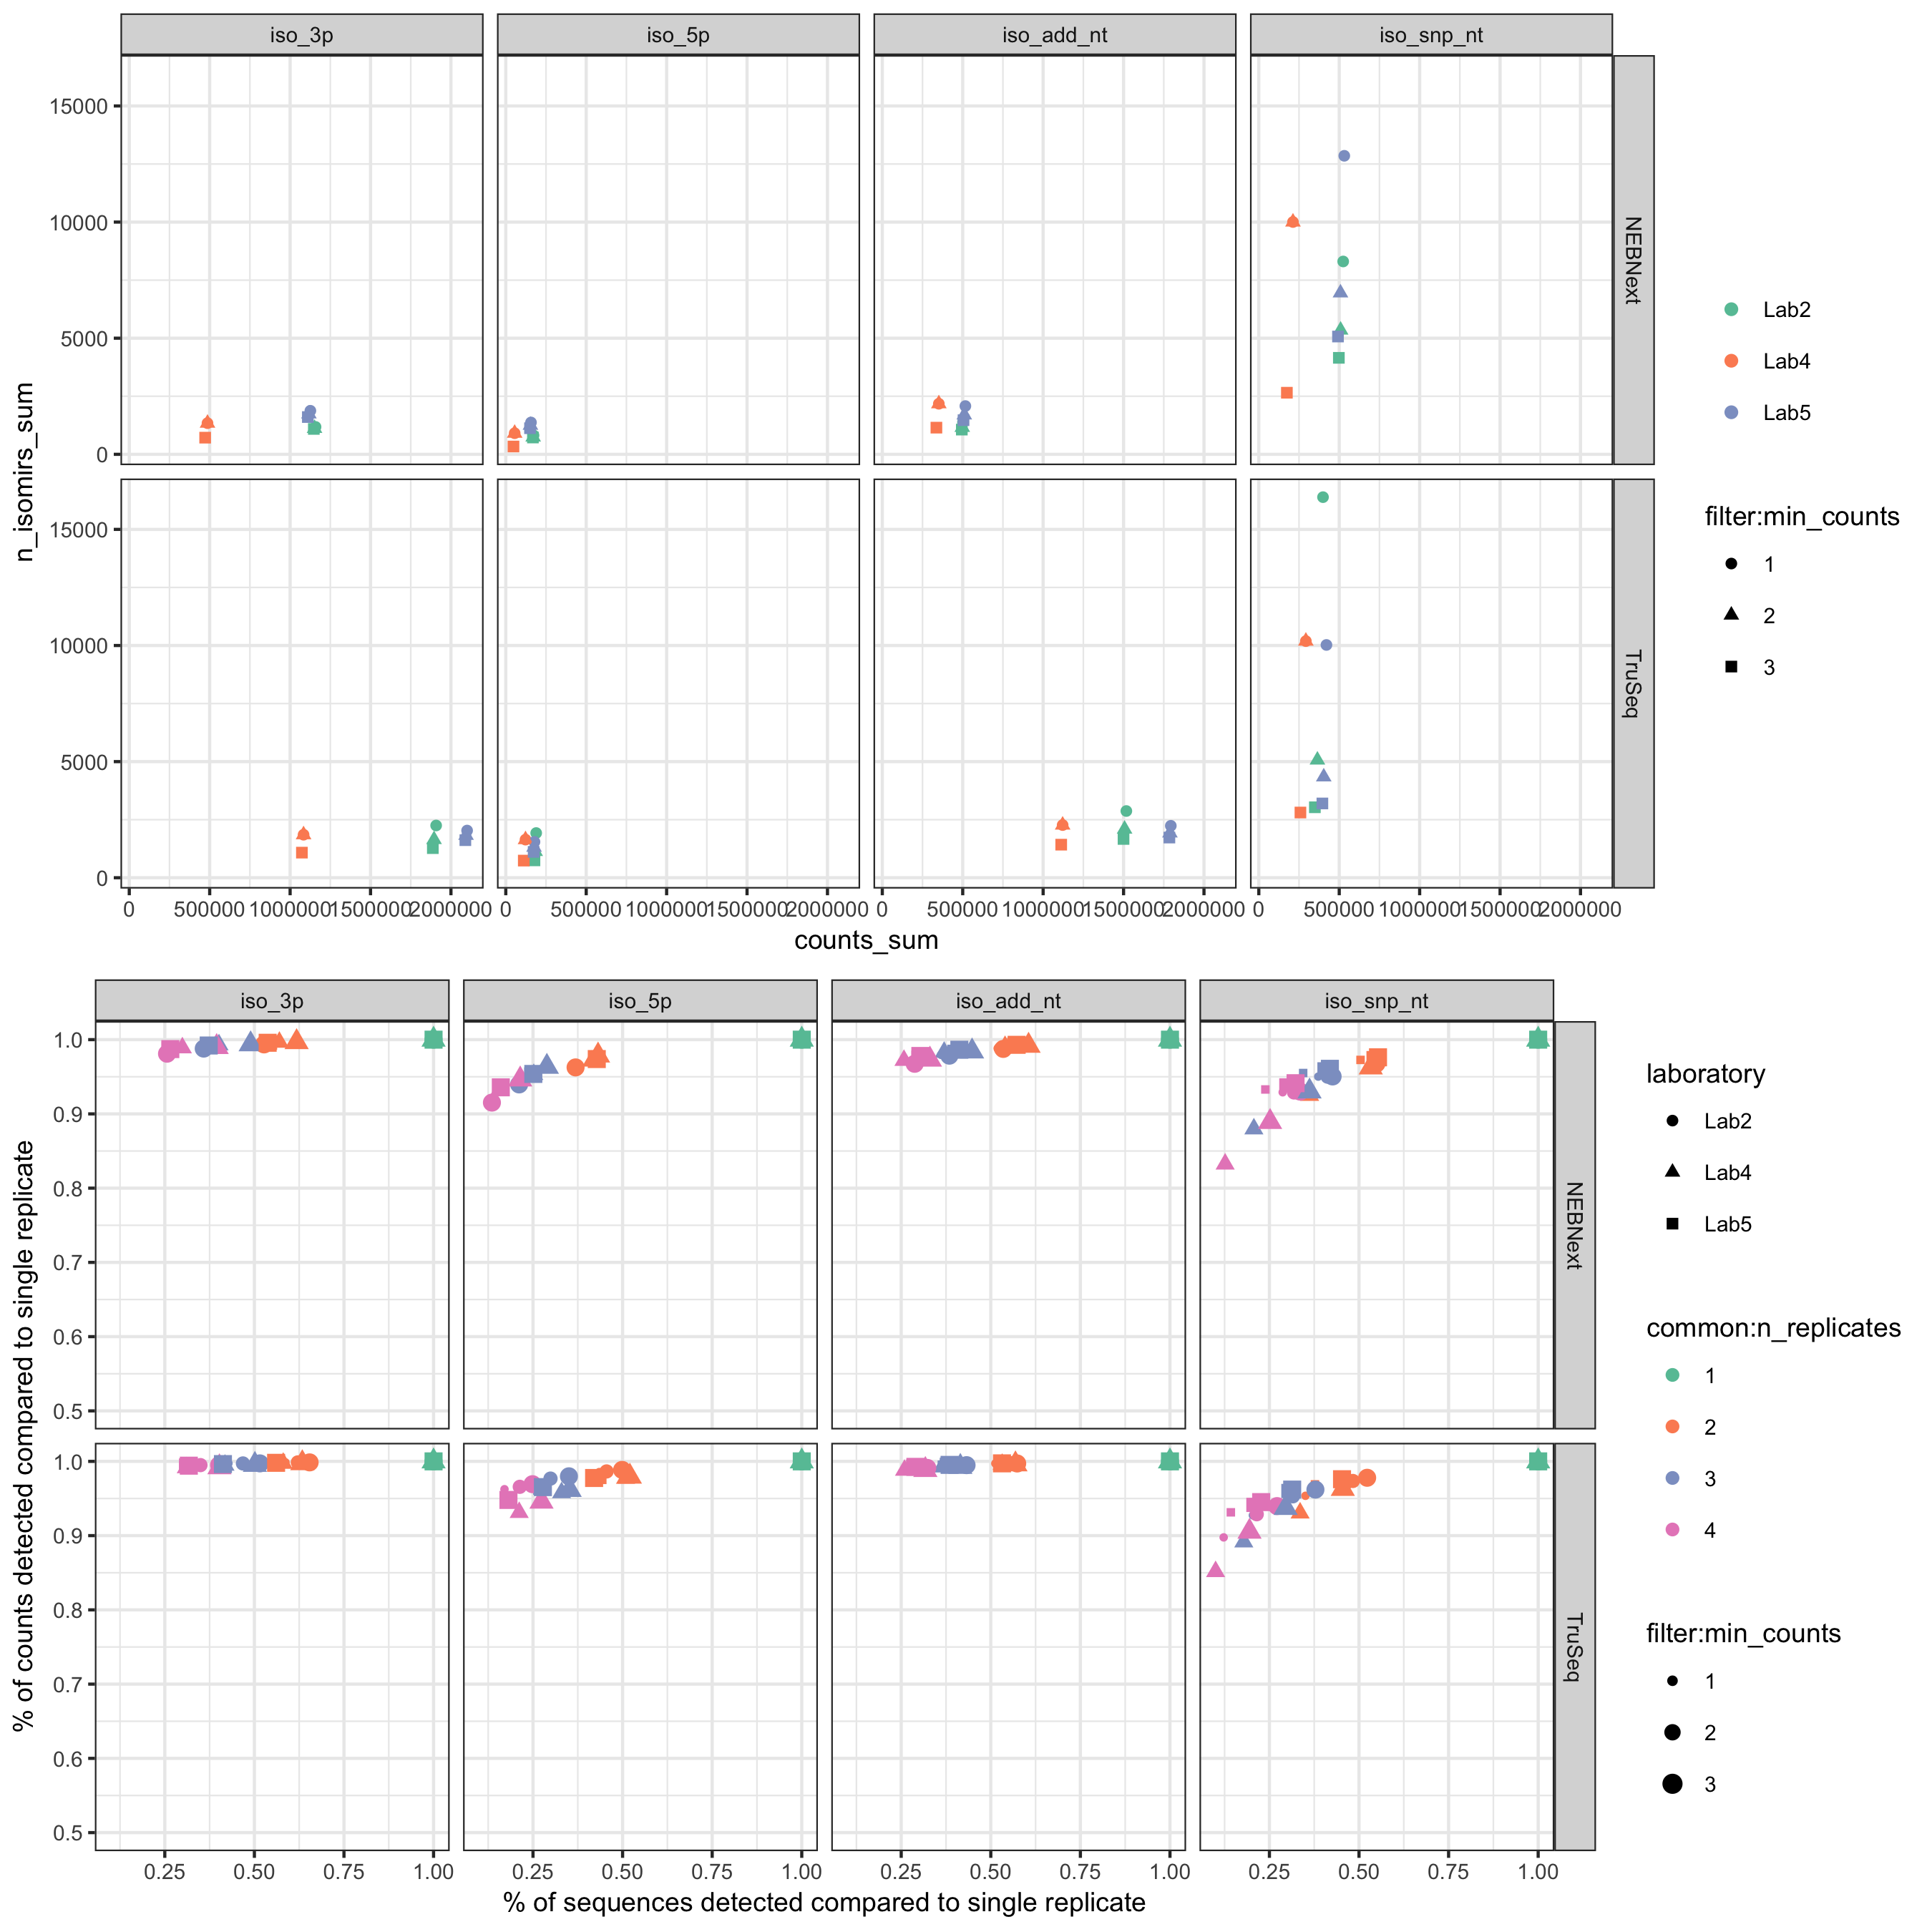 iso_3p iso_5p iso_add_nt iso_snp_nt
15000
10000
5000
0
NEBNext
15000
10000
5000
0
TruSeq
n_isomirs_sum
0 500000 1000000 1500000 2000000 0 500000 1000000 1500000 2000000 0 500000 1000000 1500000 2000000 0 500000 1000000 1500000 2000000
counts_sum
Lab2
Lab4
Lab5
filter:min_counts
1
2
3
iso_3p iso_5p iso_add_nt iso_snp_nt
1.0
0.9
0.8
0.7
0.6
0.5
NEBNext
1.0
0.9
0.8
0.7
0.6
0.5
TruSeq
% of counts detected compared to single replicate
0.25 0.50 0.75 1.00 0.25 0.50 0.75 1.00 0.25 0.50 0.75 1.00 0.25 0.50 0.75 1.00
% of sequences detected compared to single replicate
laboratory
Lab2
Lab4
Lab5
common:n_replicates
1
2
3
4
filter:min_counts
1
2
3